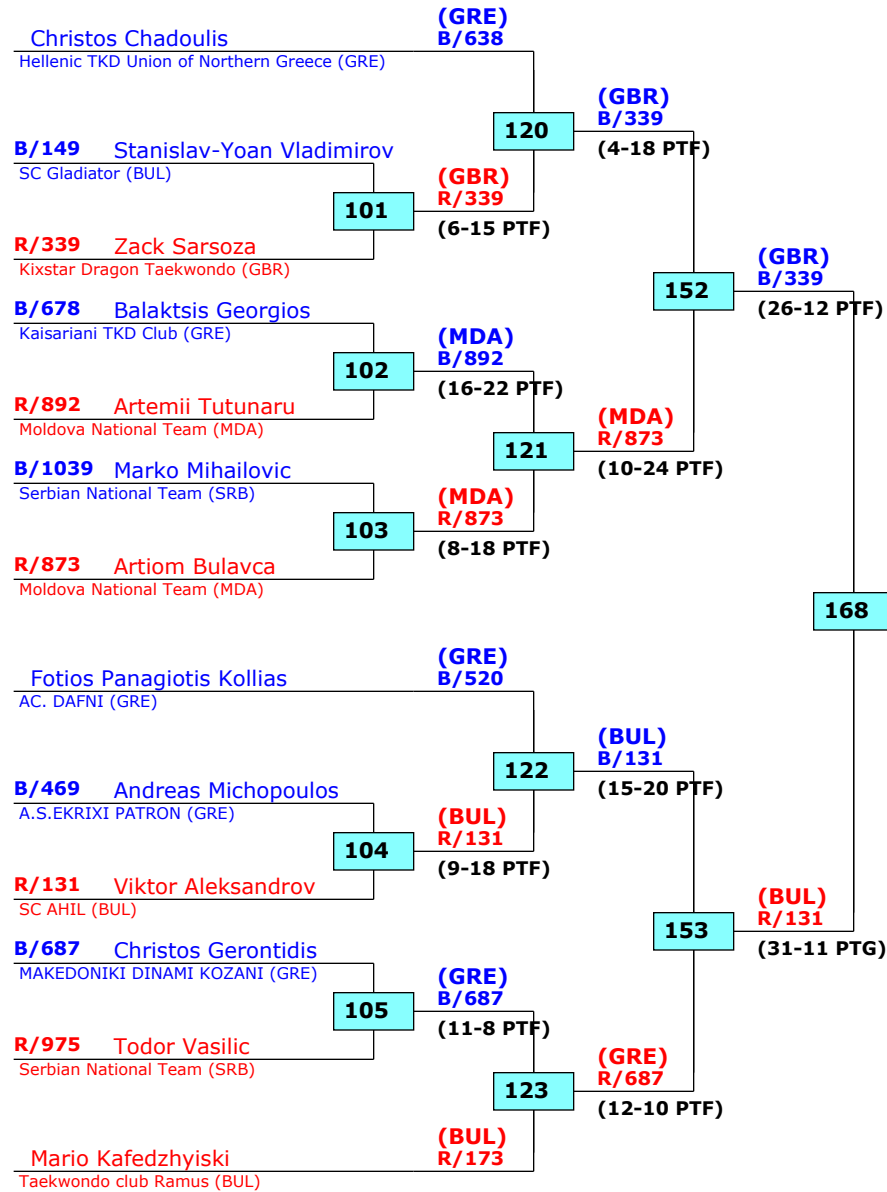 (GRE)
Christos Chadoulis B/638
Hellenic TKD Union of Northern Greece (GRE)
(GBR)
120 B/339
B/149 Stanislav-Yoan Vladimirov (4-18 PTF)
SC Gladiator (BUL)
(GBR)
101 R/339
(6-15 PTF)
R/339 Zack Sarsoza
Kixstar Dragon Taekwondo (GBR)
(GBR)
152 B/339
(26-12 PTF)
B/678 Balaktsis Georgios
Kaisariani TKD Club (GRE)
(MDA)
102 B/892
(16-22 PTF)
R/892 Artemii Tutunaru
Moldova National Team (MDA)
(MDA)
121 R/873
(10-24 PTF)
B/1039 Marko Mihailovic
Serbian National Team (SRB)
(MDA)
103 R/873
(8-18 PTF)
R/873 Artiom Bulavca
Moldova National Team (MDA)
168
(GRE)
Fotios Panagiotis Kollias B/520
AC. DAFNI (GRE)
(BUL)
122 B/131
(15-20 PTF)
B/469 Andreas Michopoulos
A.S.EKRIXI PATRON (GRE)
(BUL)
104 R/131
(9-18 PTF)
R/131 Viktor Aleksandrov
SC AHIL (BUL)
(BUL)
153 R/131
(31-11 PTG)
B/687 Christos Gerontidis
MAKEDONIKI DINAMI KOZANI (GRE)
(GRE)
105 B/687
(11-8 PTF)
R/975 Todor Vasilic
Serbian National Team (SRB)
(GRE)
123 R/687
(12-10 PTF)
(BUL)
Mario Kafedzhyiski R/173
Taekwondo club Ramus (BUL)